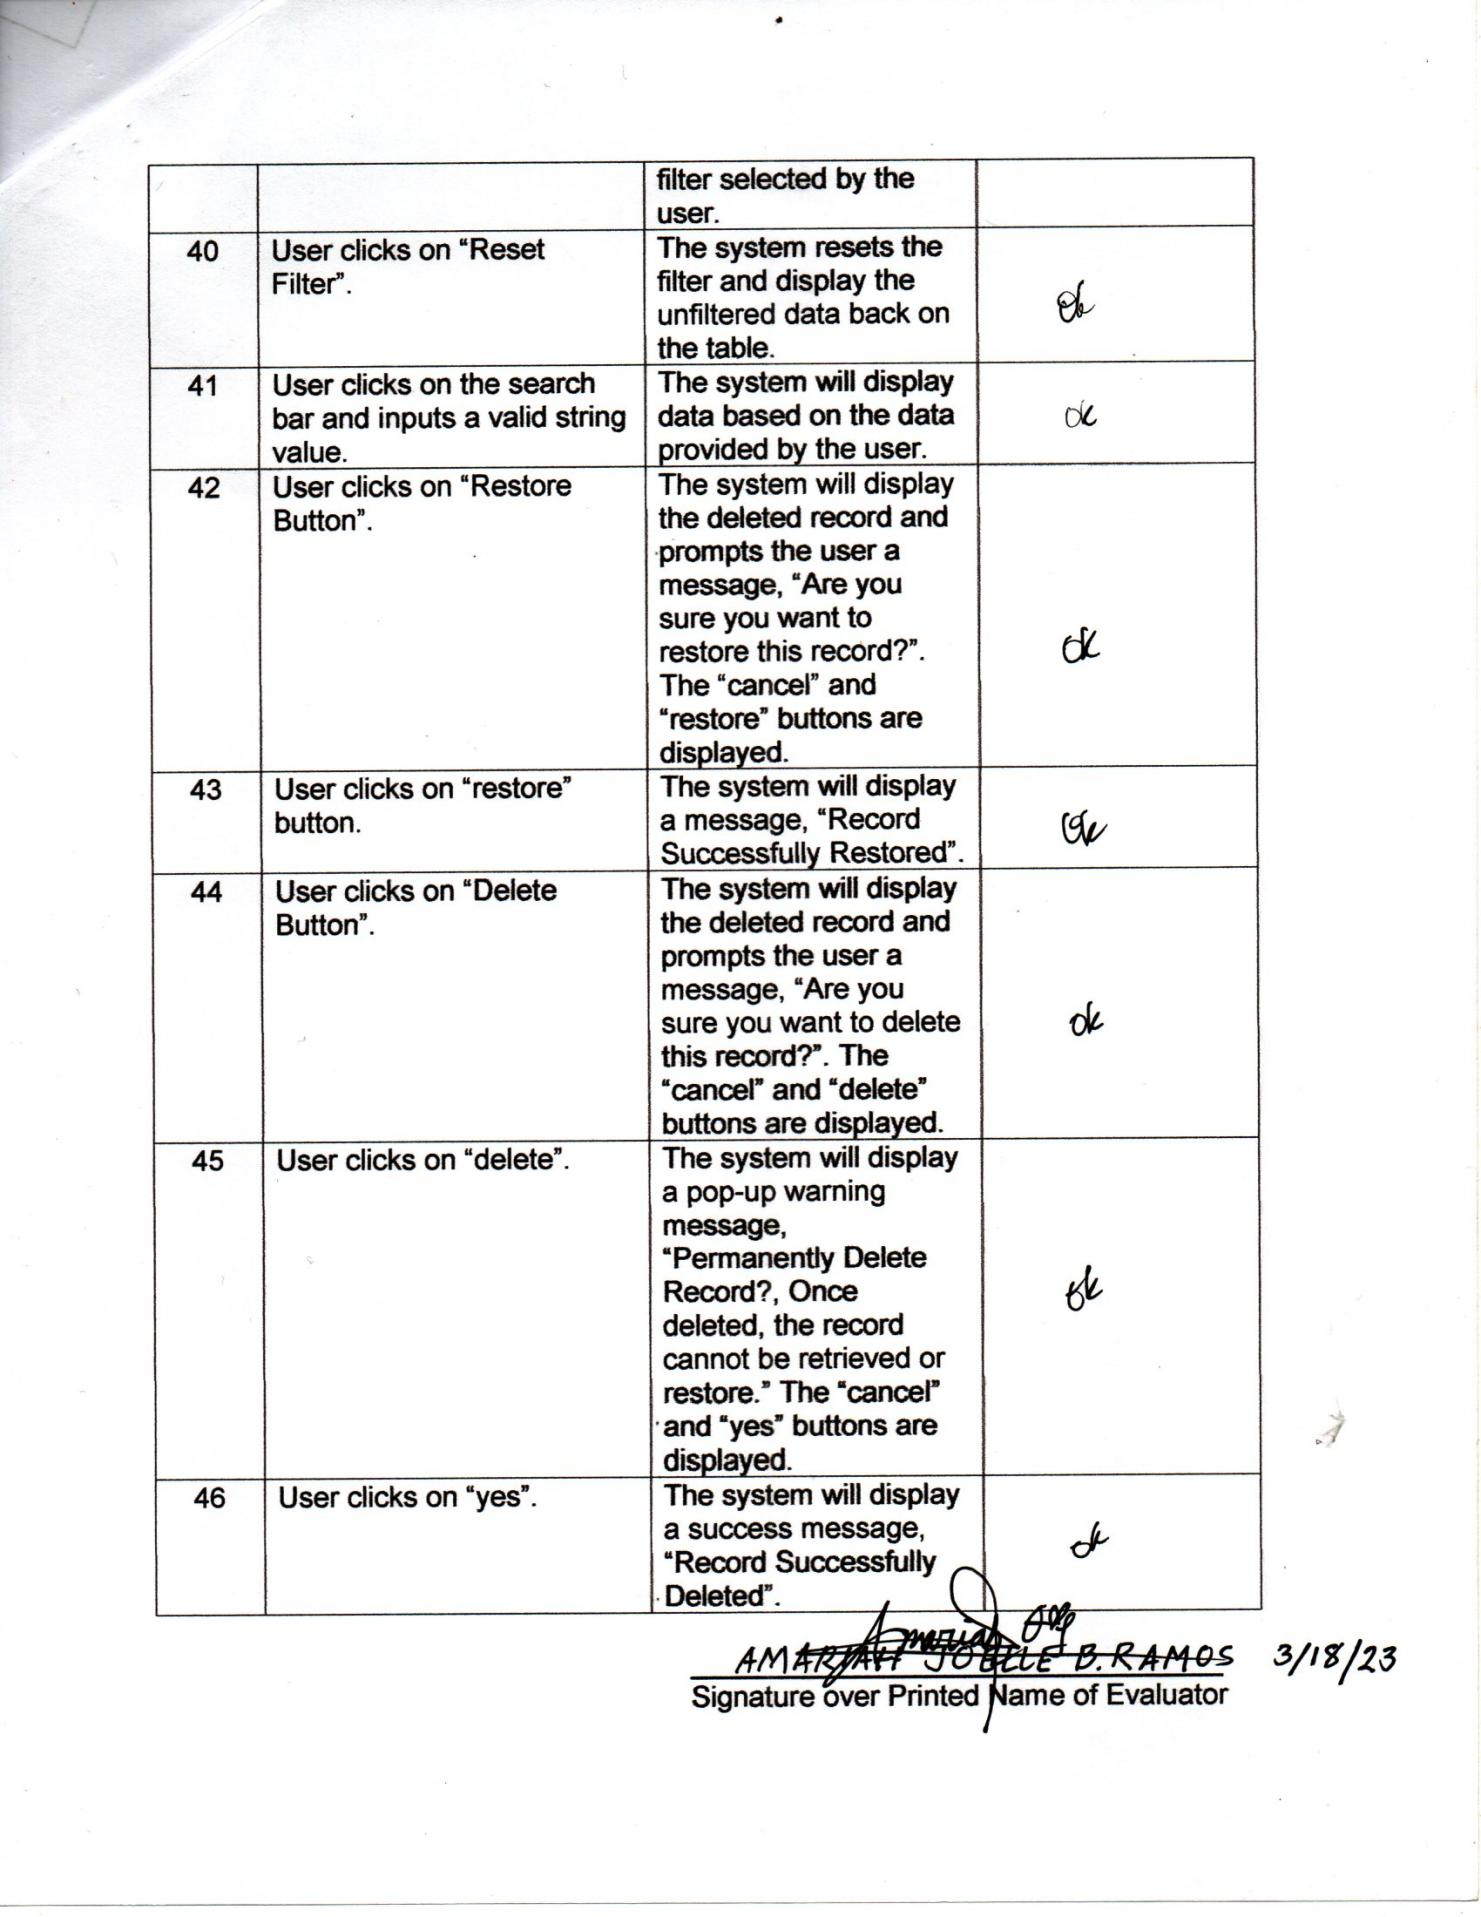 filter selected by the
user.
40
User clicks on “Reset
Filter”.
The system resets the
filter and display the
unfiltered data back on
the table.
ok
41
User clicks on the search
bar and inputs a valid string
value.
The system will display
data based on the data
provided by the user.
ok
42
User clicks on “Restore
Button”.
The system will display
the deleted record and
prompts the user a
message, “Are you
sure you want to
restore this record?”.
The “cancel” and
“restore” buttons are
displayed.
ok
43
User clicks on “restore”
button.
The system will display
a message, “Record
Successfully Restored”.
ok
44
User clicks on “Delete
Button”.
The system will display
the deleted record and
prompts the user a
message, “Are you
sure you want to delete
this record?”. The
“cancel” and “delete”
buttons are displayed.
ok
45
User clicks on “delete”.
The system will display
a pop-up warning
message,
“Permanently Delete
Record?, Once
deleted, the record
cannot be retrieved or
restore.” The “cancel”
and “yes” buttons are
displayed.
ok
46
User clicks on “yes”.
The system will display
a success message,
“Record Successfully
Deleted”.
ok
AMARIAH JOELLE B. RAMOS 3/18/23
Signature over Printed Name of Evaluator